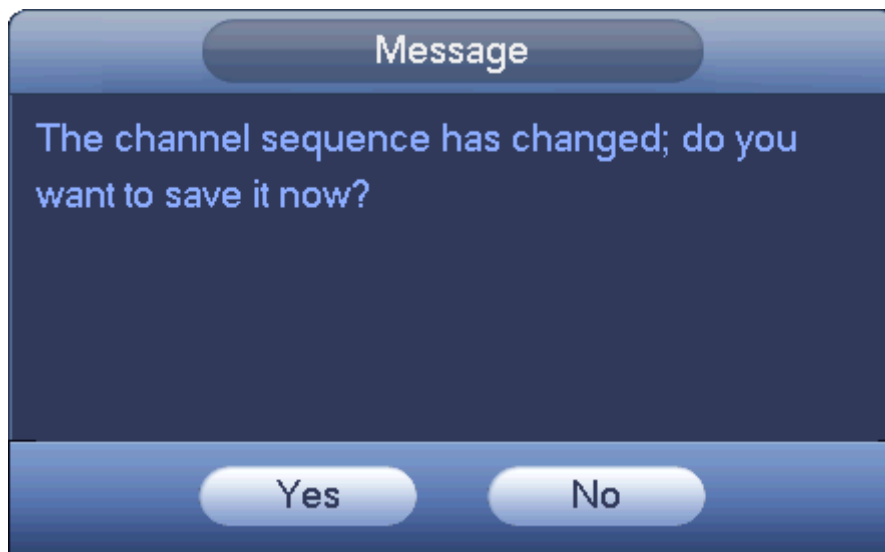 Message
The channel sequence has changed; do you
want to save it now?
Yes No